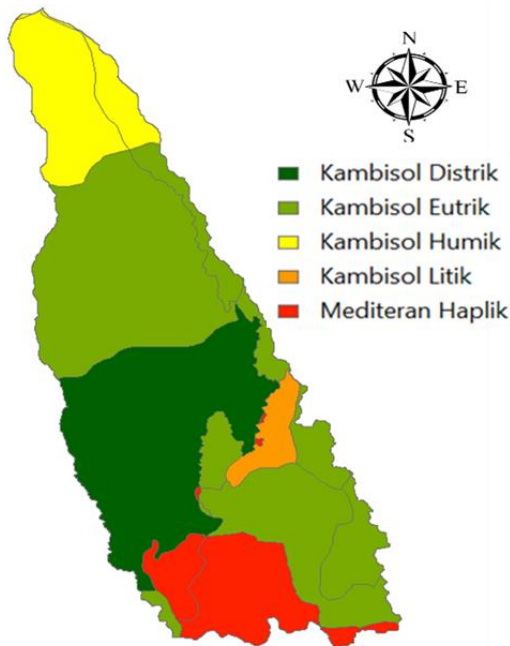 N
W E
S
Kambisol Distrik
Kambisol Eutrik
Kambisol Humik
Kambisol Litik
Mediteran Haplik